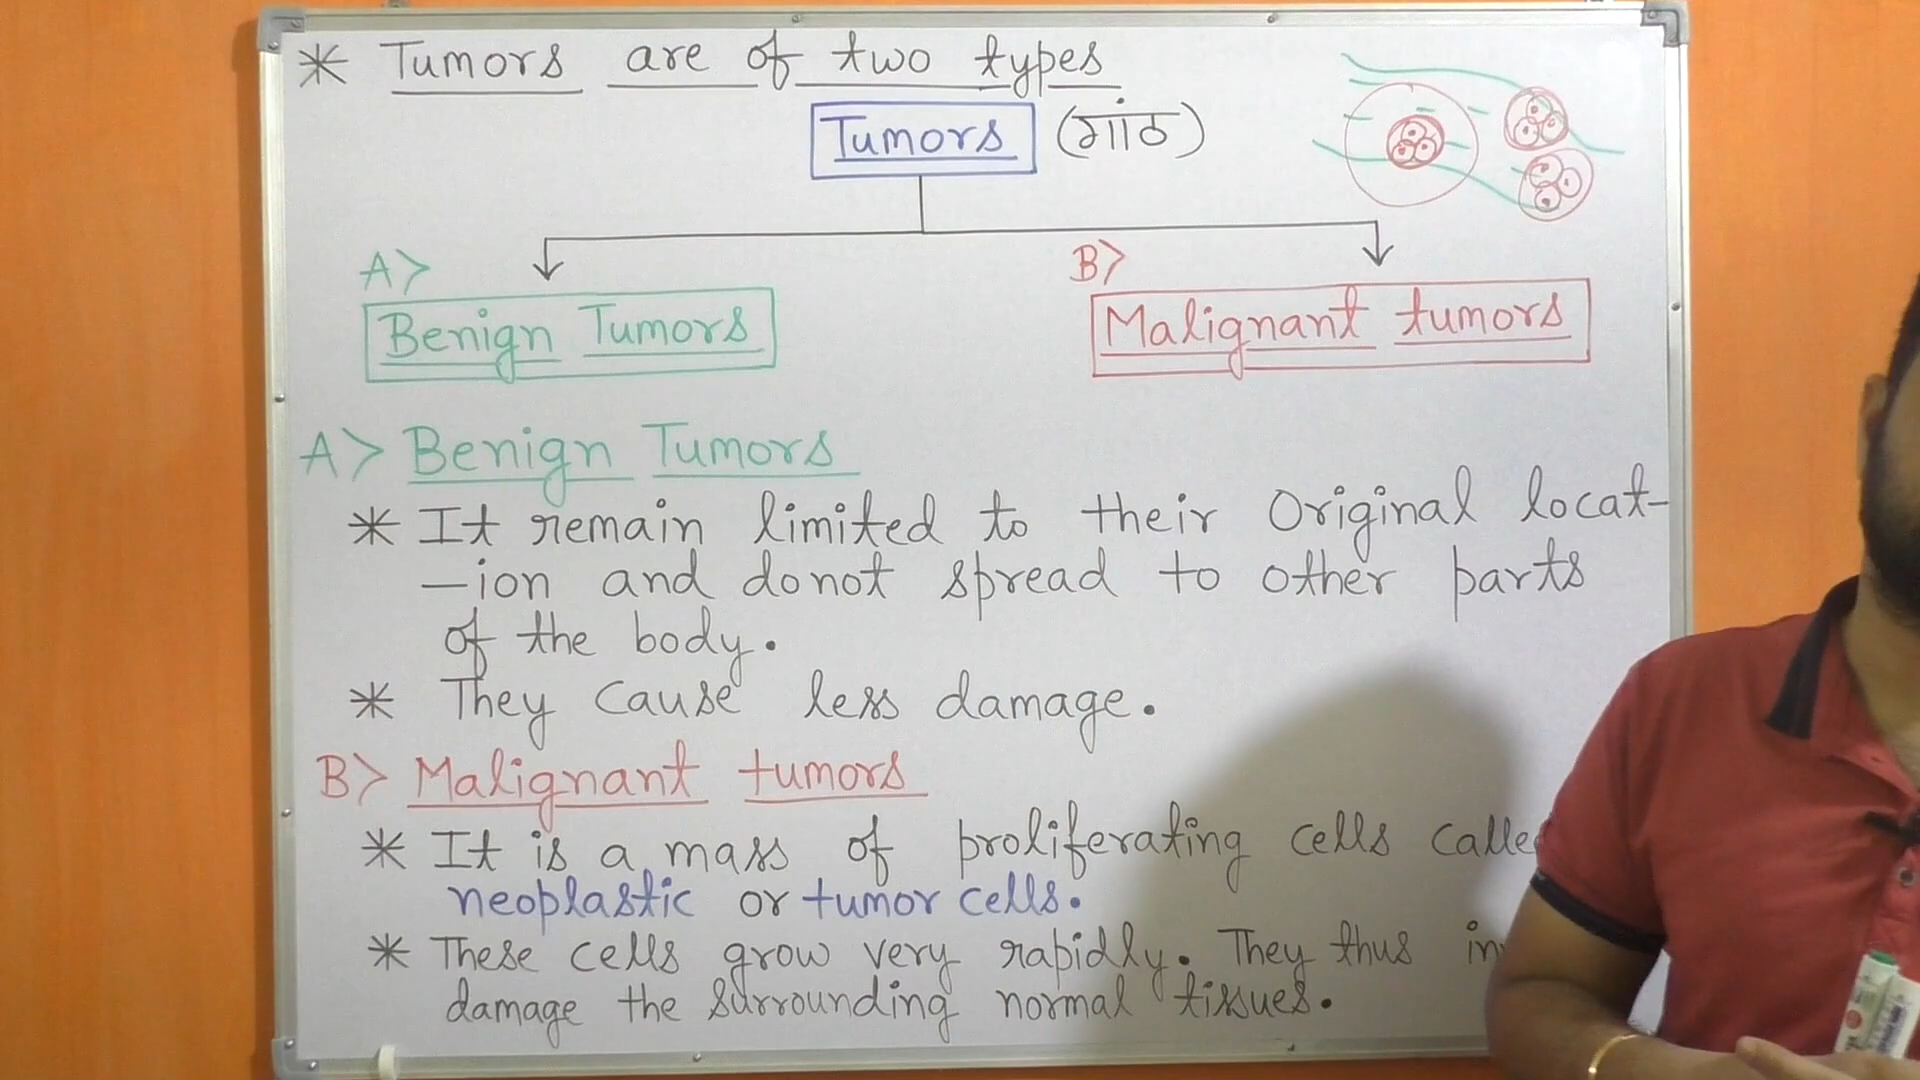 * Tumors are of two types
Tumors (गांठ)
A>
B>
Benign Tumors
Malignant tumors
A> Benign Tumors
* It remain limited to their Original locat-
-ion and donot spread to other parts
of the body.
* They cause less damage.
B> Malignant tumors
* It is a mass of proliferating cells
neoplastic or tumor cells.
* These cells grow very rapidly. They thus
damage the surrounding normal tissues.